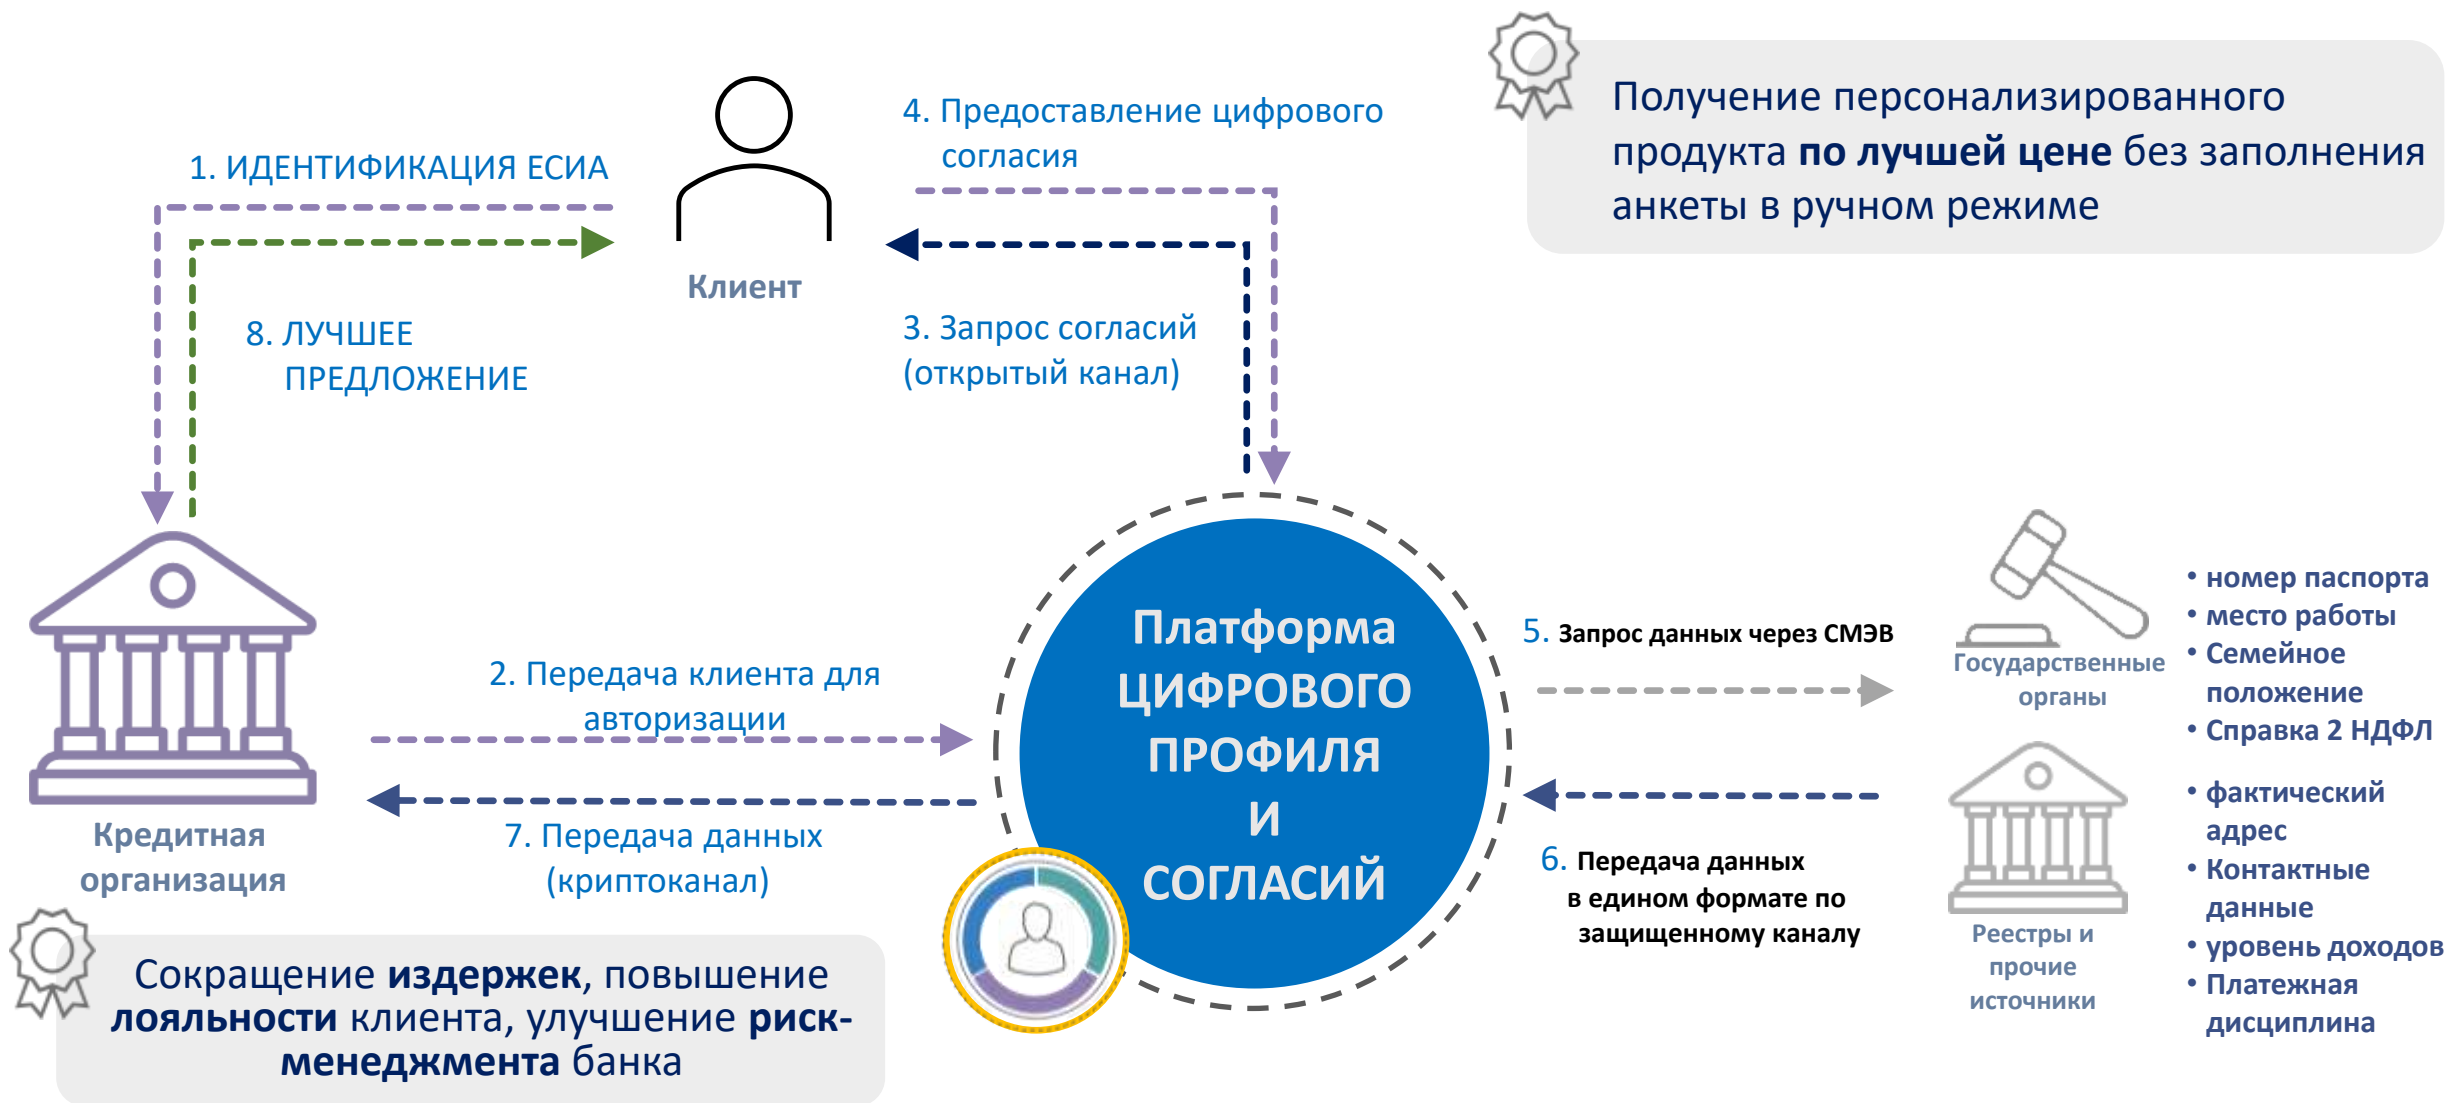 1. ИДЕНТИФИКАЦИЯ ЕСИА
Клиент
4. Предоставление цифрового
согласия
Получение персонализированного
продукта по лучшей цене без заполнения
анкеты в ручном режиме
8. ЛУЧШЕЕ
ПРЕДЛОЖЕНИЕ
3. Запрос согласий
(открытый канал)
Кредитная
организация
2. Передача клиента для
авторизации
7. Передача данных
(криптоканал)
Платформа
ЦИФРОВОГО
ПРОФИЛЯ
И
СОГЛАСИЙ
5. Запрос данных через СМЭВ
6. Передача данных
в едином формате по
защищенному каналу
Государственные
органы
• номер паспорта
• место работы
• Семейное
положение
• Справка 2 НДФЛ
Реестры и
прочие
источники
• фактический
адрес
• Контактные
данные
• уровень доходов
• Платежная
дисциплина
Сокращение издержек, повышение
лояльности клиента, улучшение риск-
менеджмента банка